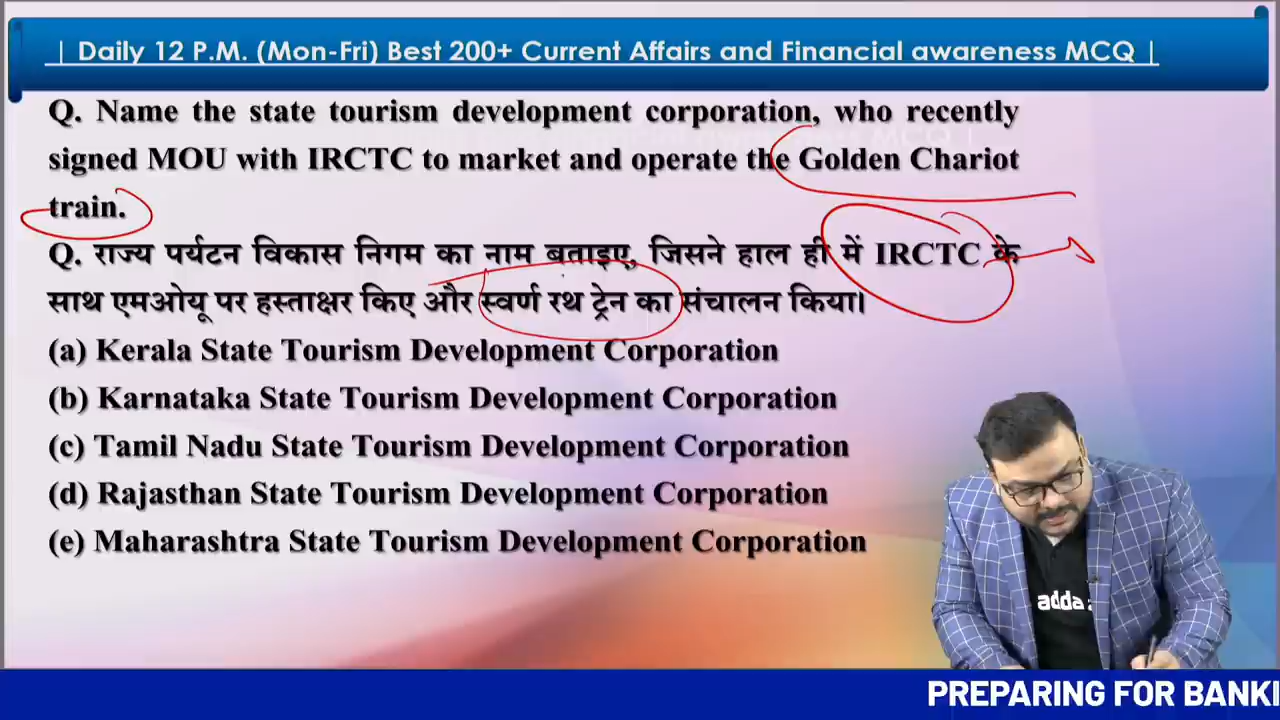 | Daily 12 P.M. (Mon-Fri) Best 200+ Current Affairs and Financial awareness MCQ |
Q. Name the state tourism development corporation, who recently
signed MOU with IRCTC to market and operate the Golden Chariot
train.
Q. राज्य पर्यटन विकास निगम का नाम बताइए, जिसने हाल ही में IRCTC के
साथ एमओयू पर हस्ताक्षर किए और स्वर्ण रथ ट्रेन का संचालन किया।
(a) Kerala State Tourism Development Corporation
(b) Karnataka State Tourism Development Corporation
(c) Tamil Nadu State Tourism Development Corporation
(d) Rajasthan State Tourism Development Corporation
(e) Maharashtra State Tourism Development Corporation
adda
PREPARING FOR BANKI